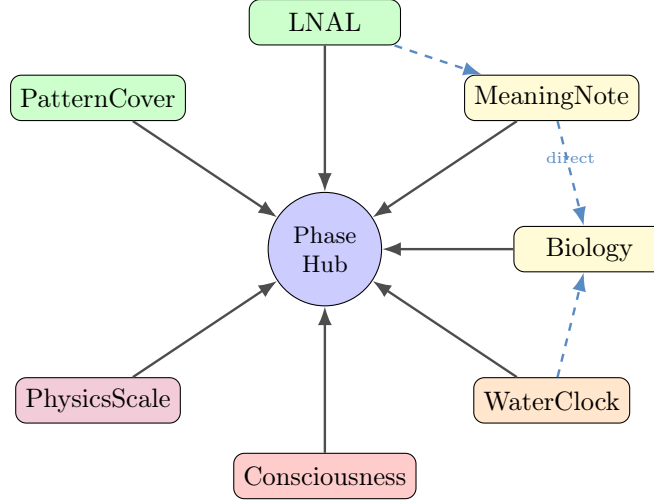 LNAL
PatternCover
MeaningNote
direct
Phase
Hub
Biology
PhysicsScale
WaterClock
Consciousness